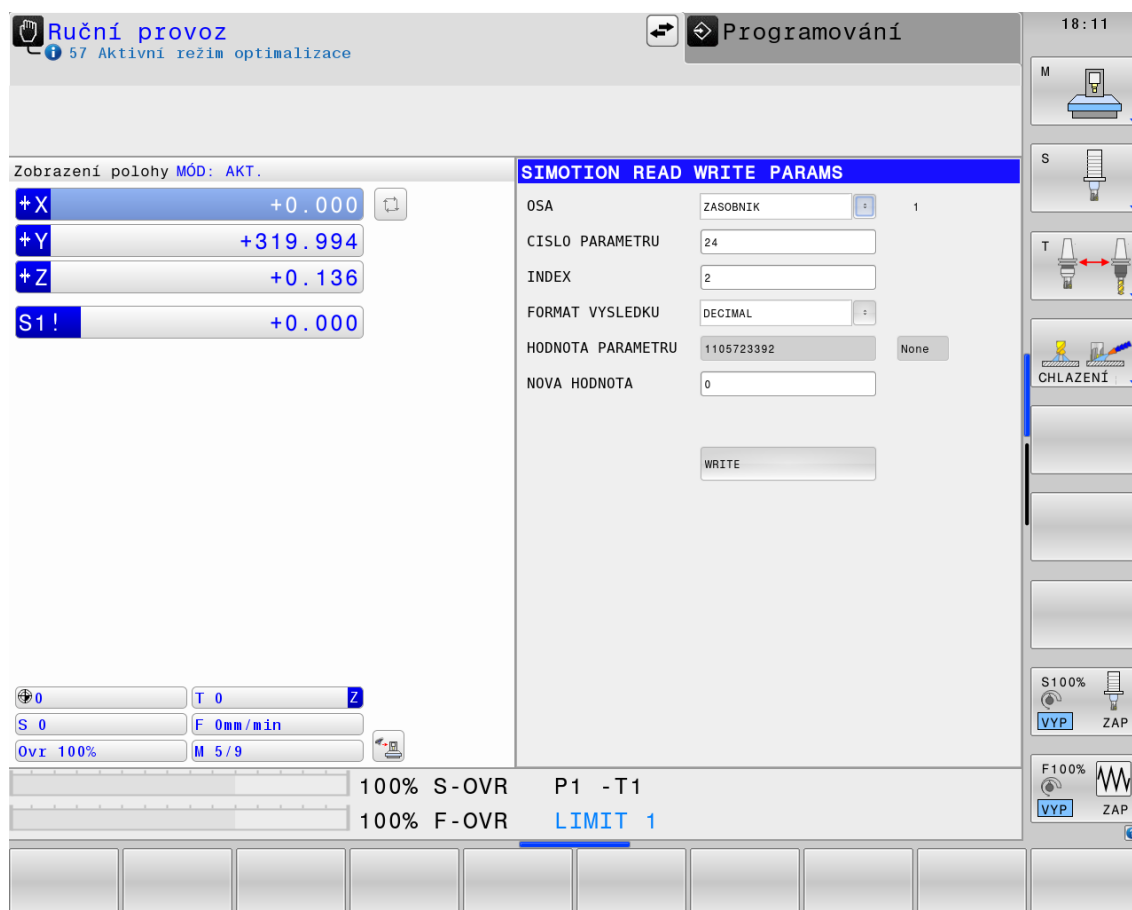 Ruční provoz
57 Aktivní režim optimalizace
Programování
18:11
Zobrazení polohy MÓD: AKT.
X +0.000
Y +319.994
Z +0.136
S1! +0.000
SIMOTION READ WRITE PARAMS
OSA ZASOBNIK 1
CISLO PARAMETRU 24
INDEX 2
FORMAT VYSLEDKU DECIMAL
HODNOTA PARAMETRU 1105723392 None
NOVA HODNOTA 0
WRITE
0 T 0 Z
S 0 F 0mm/min
Ovr 100% M 5/9
100% S-OVR P1 -T1
100% F-OVR LIMIT 1
M
S
T
CHLAZENÍ
S100%
VYP ZAP
F100%
VYP ZAP